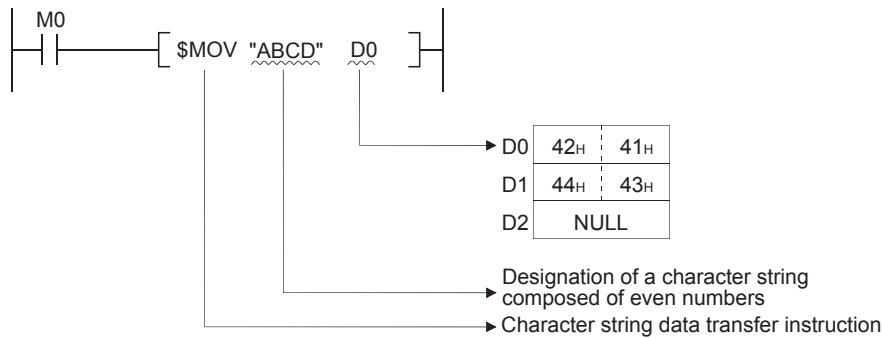 M0
$MOV "ABCD" D0
D0 42H 41H
D1 44H 43H
D2 NULL
Designation of a character string
composed of even numbers
Character string data transfer instruction